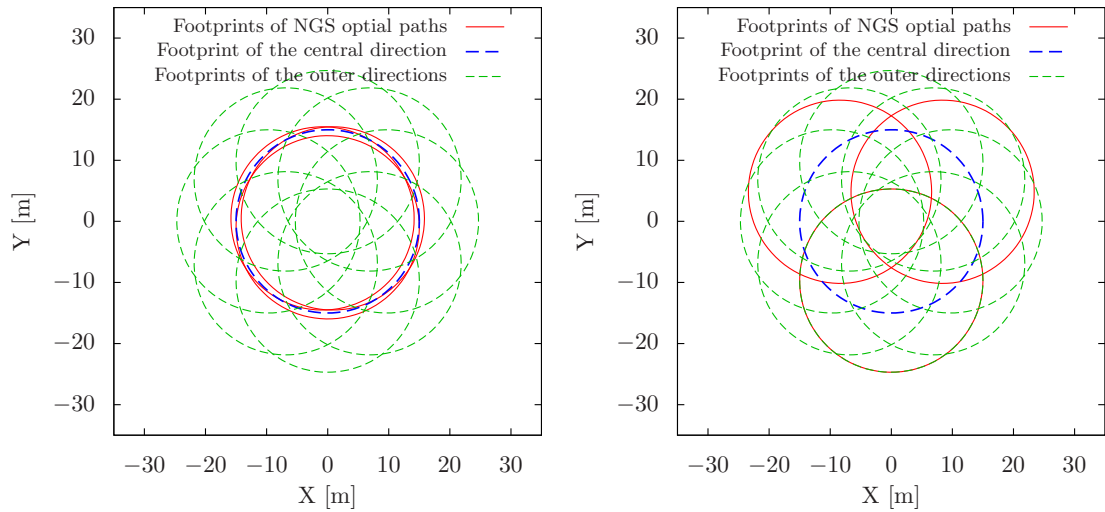 Footprints of NGS optial paths
Footprint of the central direction
Footprints of the outer directions
30
20
10
0
−10
−20
−30
Y [m]
−30 −20 −10 0 10 20 30
X [m]
Footprints of NGS optial paths
Footprint of the central direction
Footprints of the outer directions
30
20
10
0
−10
−20
−30
Y [m]
−30 −20 −10 0 10 20 30
X [m]